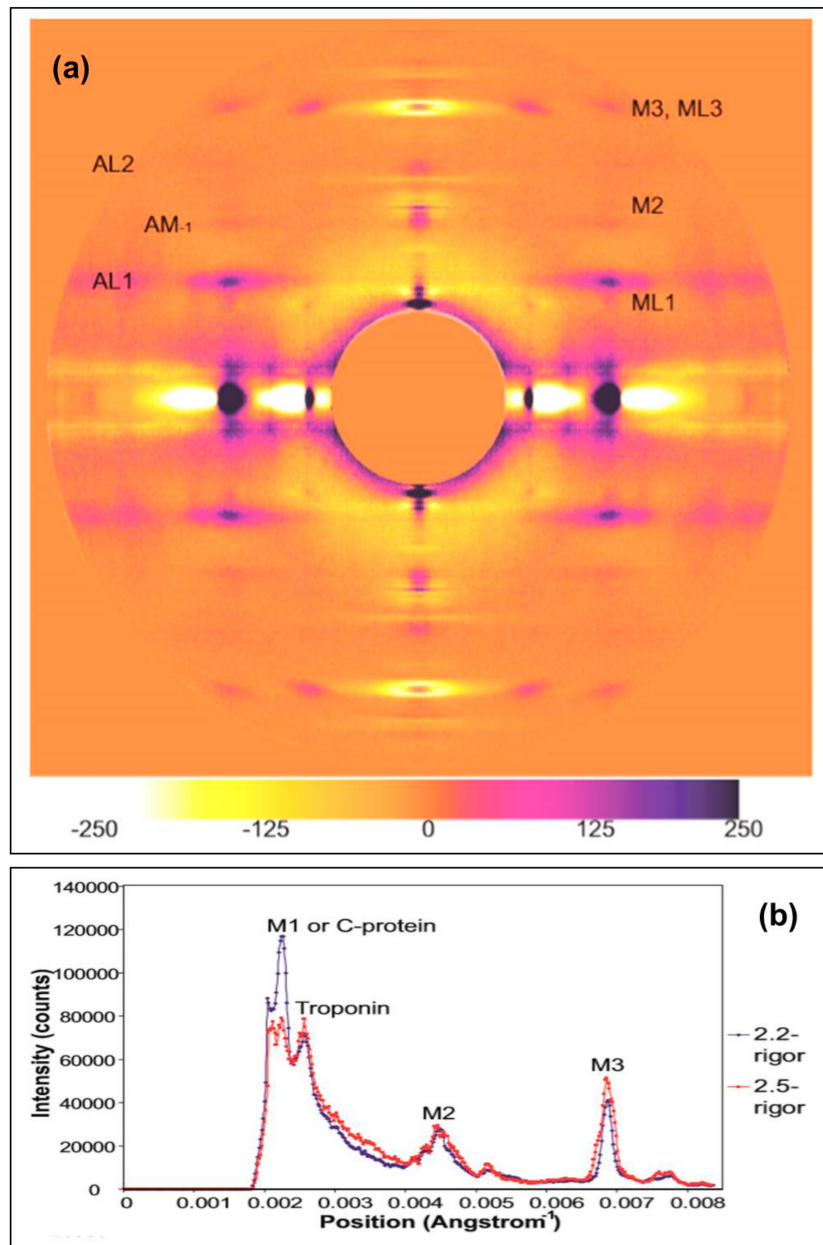 (a)
M3, ML3
AL2
M2
AM-1
AL1
ML1
-250 -125 0 125 250
(b)
140000
120000
100000
80000
60000
40000
20000
0
Intensity (counts)
M1 or C-protein
Troponin
M2
M3
2.2-
rigor
2.5-
rigor
0 0.001 0.002 0.003 0.004 0.005 0.006 0.007 0.008
Position (Angstrom-1)